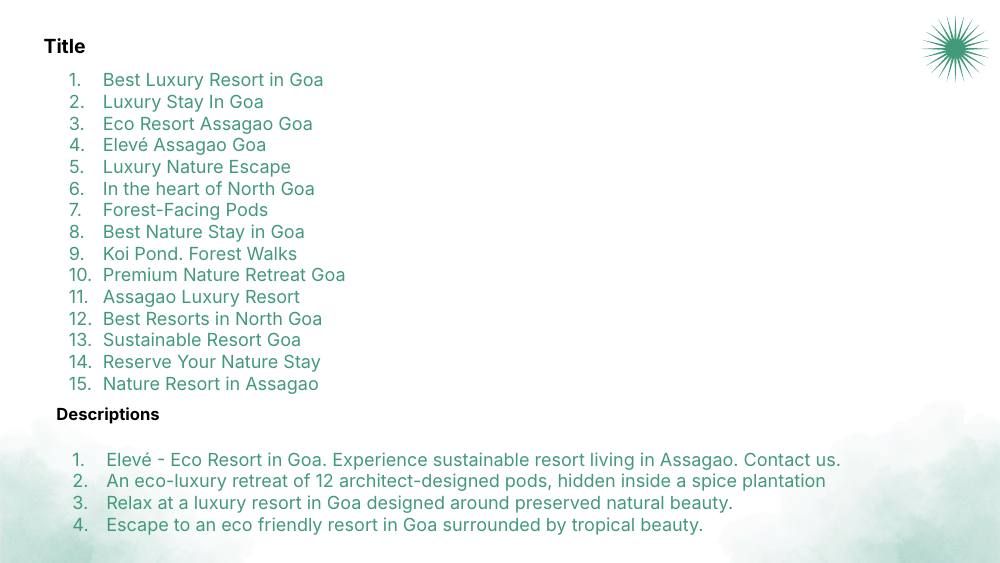 Title
1. Best Luxury Resort in Goa
2. Luxury Stay In Goa
3. Eco Resort Assagao Goa
4. Elevé Assagao Goa
5. Luxury Nature Escape
6. In the heart of North Goa
7. Forest-Facing Pods
8. Best Nature Stay in Goa
9. Koi Pond. Forest Walks
10. Premium Nature Retreat Goa
11. Assagao Luxury Resort
12. Best Resorts in North Goa
13. Sustainable Resort Goa
14. Reserve Your Nature Stay
15. Nature Resort in Assagao
Descriptions
1. Elevé - Eco Resort in Goa. Experience sustainable resort living in Assagao. Contact us.
2. An eco-luxury retreat of 12 architect-designed pods, hidden inside a spice plantation
3. Relax at a luxury resort in Goa designed around preserved natural beauty.
4. Escape to an eco friendly resort in Goa surrounded by tropical beauty.